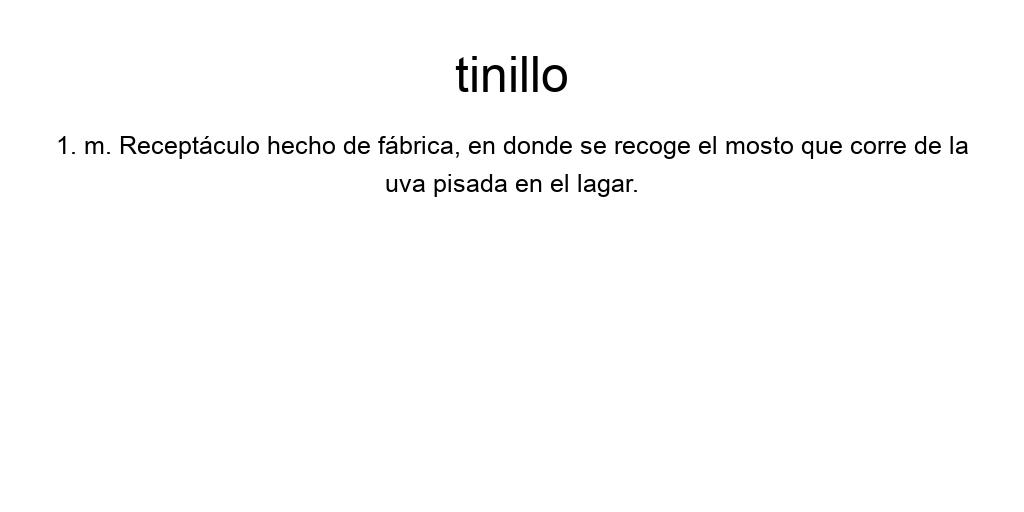 tinillo
1. m. Receptáculo hecho de fábrica, en donde se recoge el mosto que corre de la
uva pisada en el lagar.